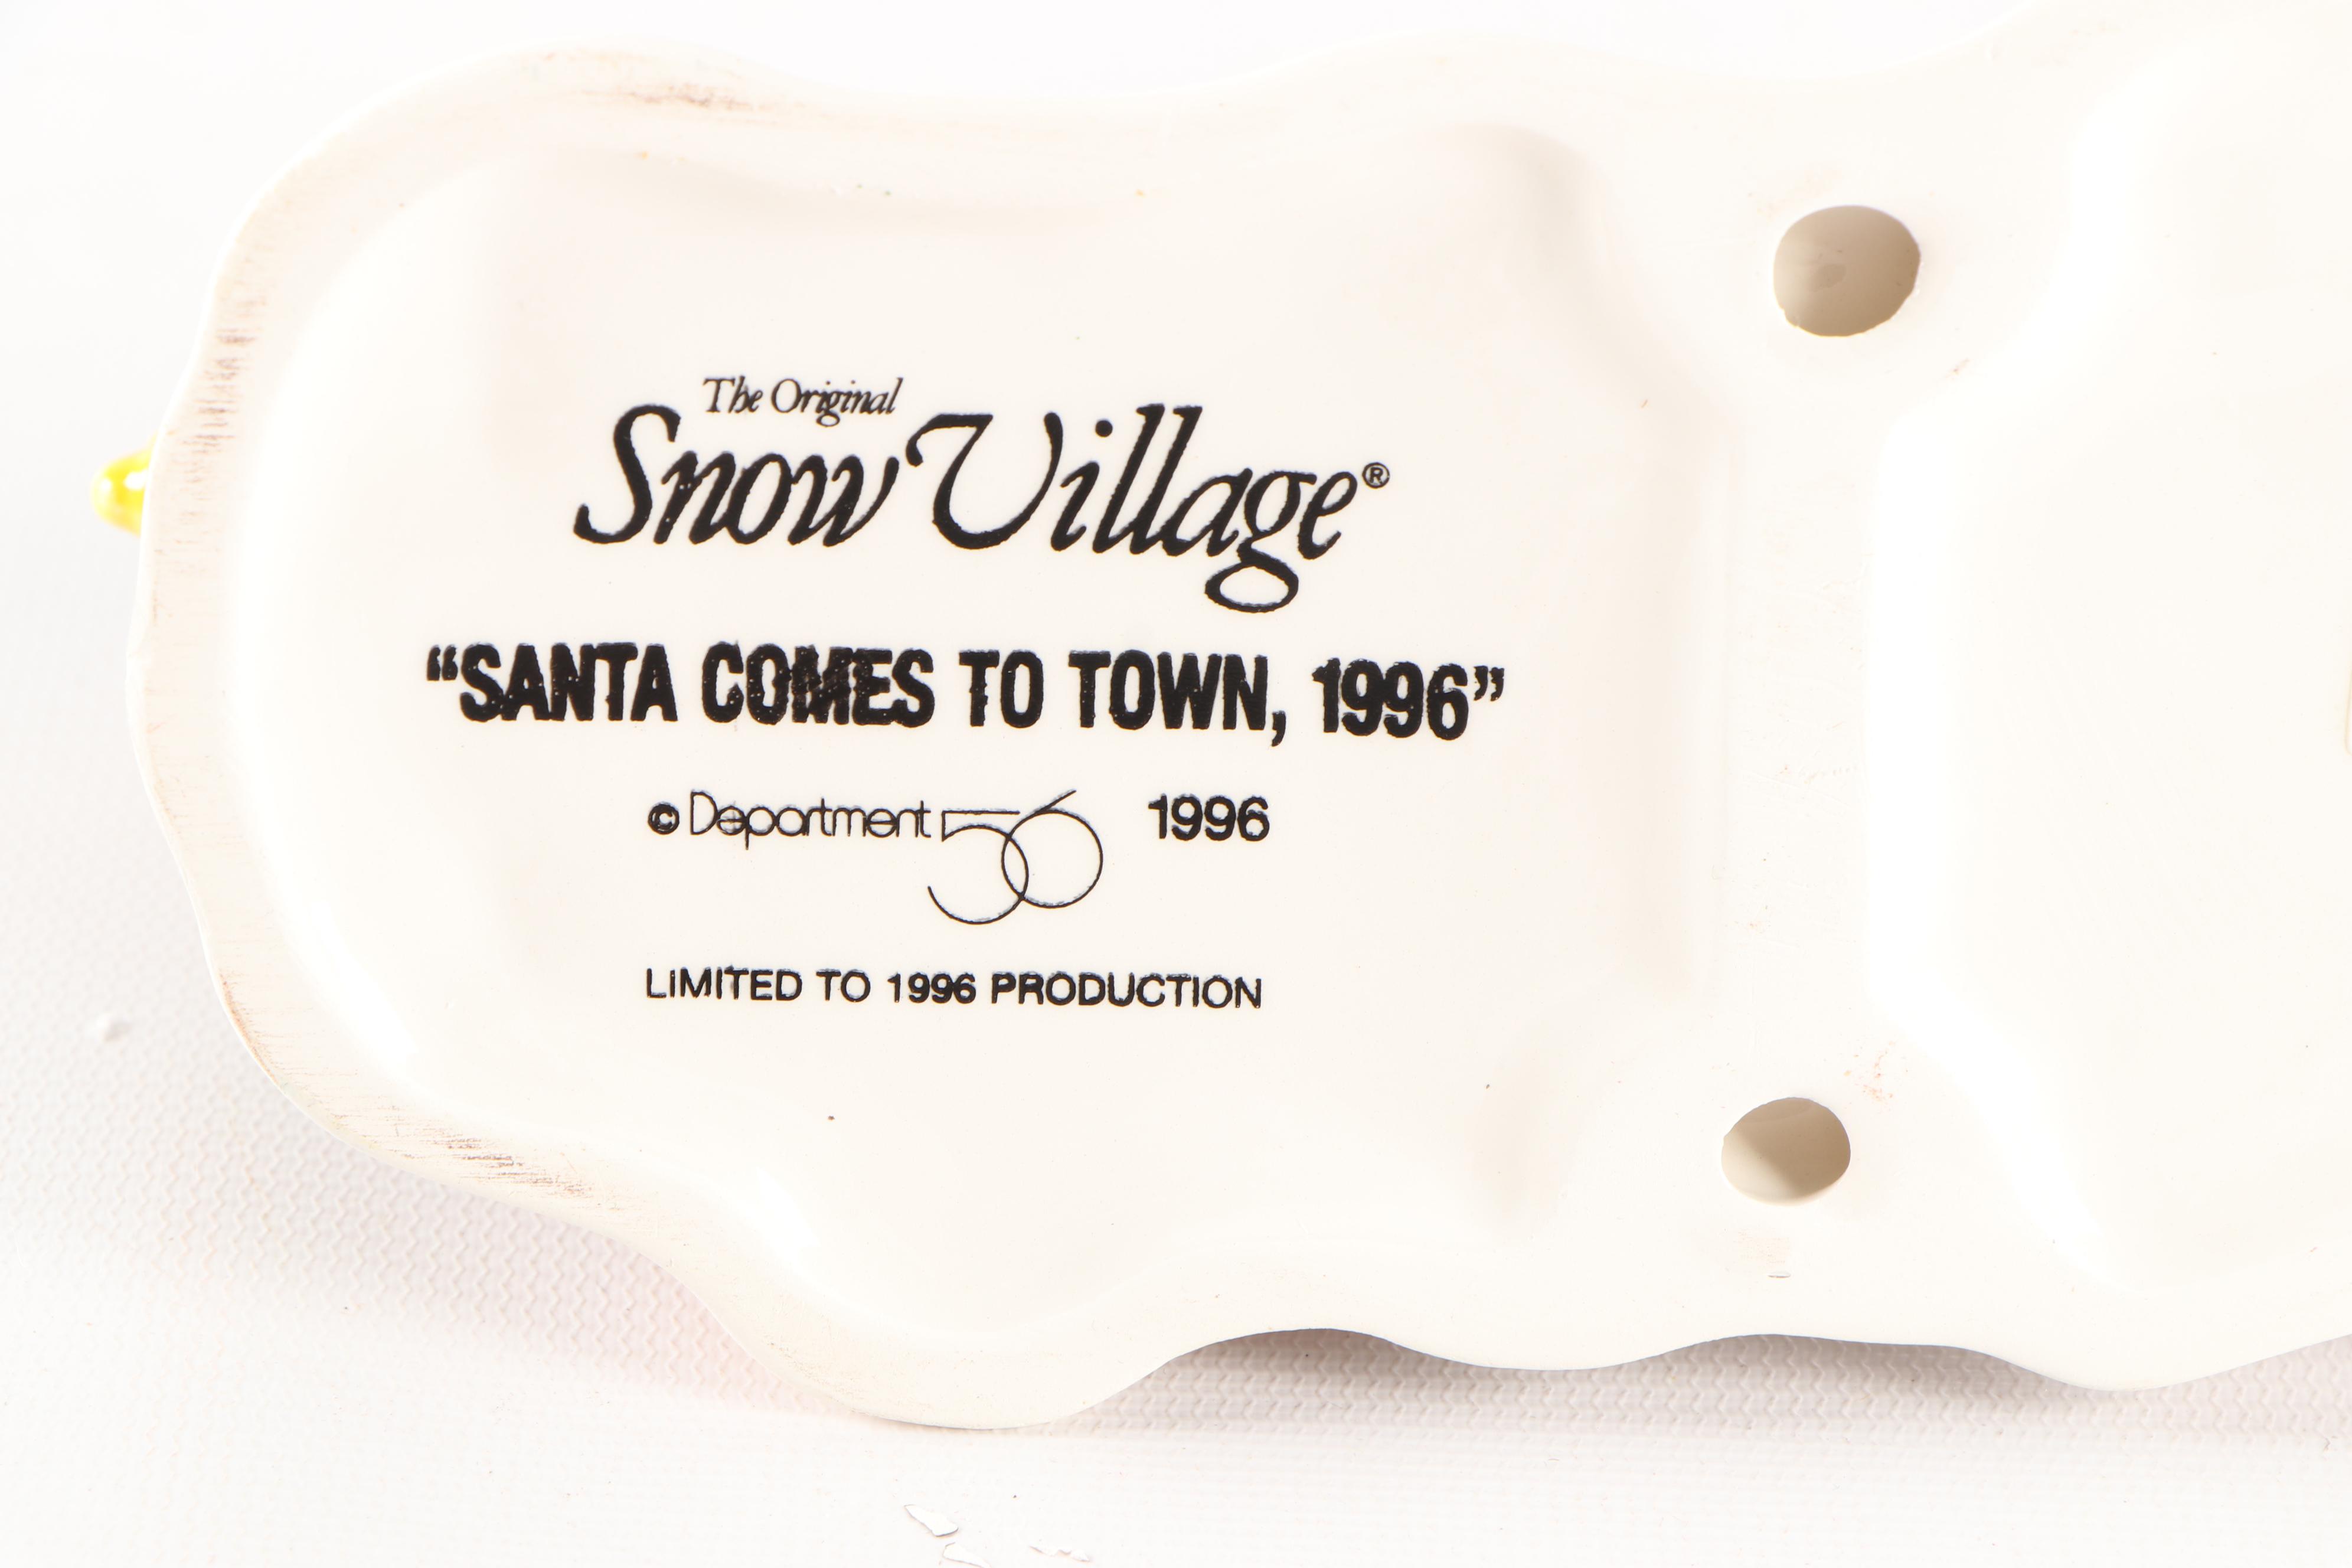 The Original
Snow Village®
“SANTA COMES TO TOWN, 1996”
© Department 56 1996
LIMITED TO 1996 PRODUCTION